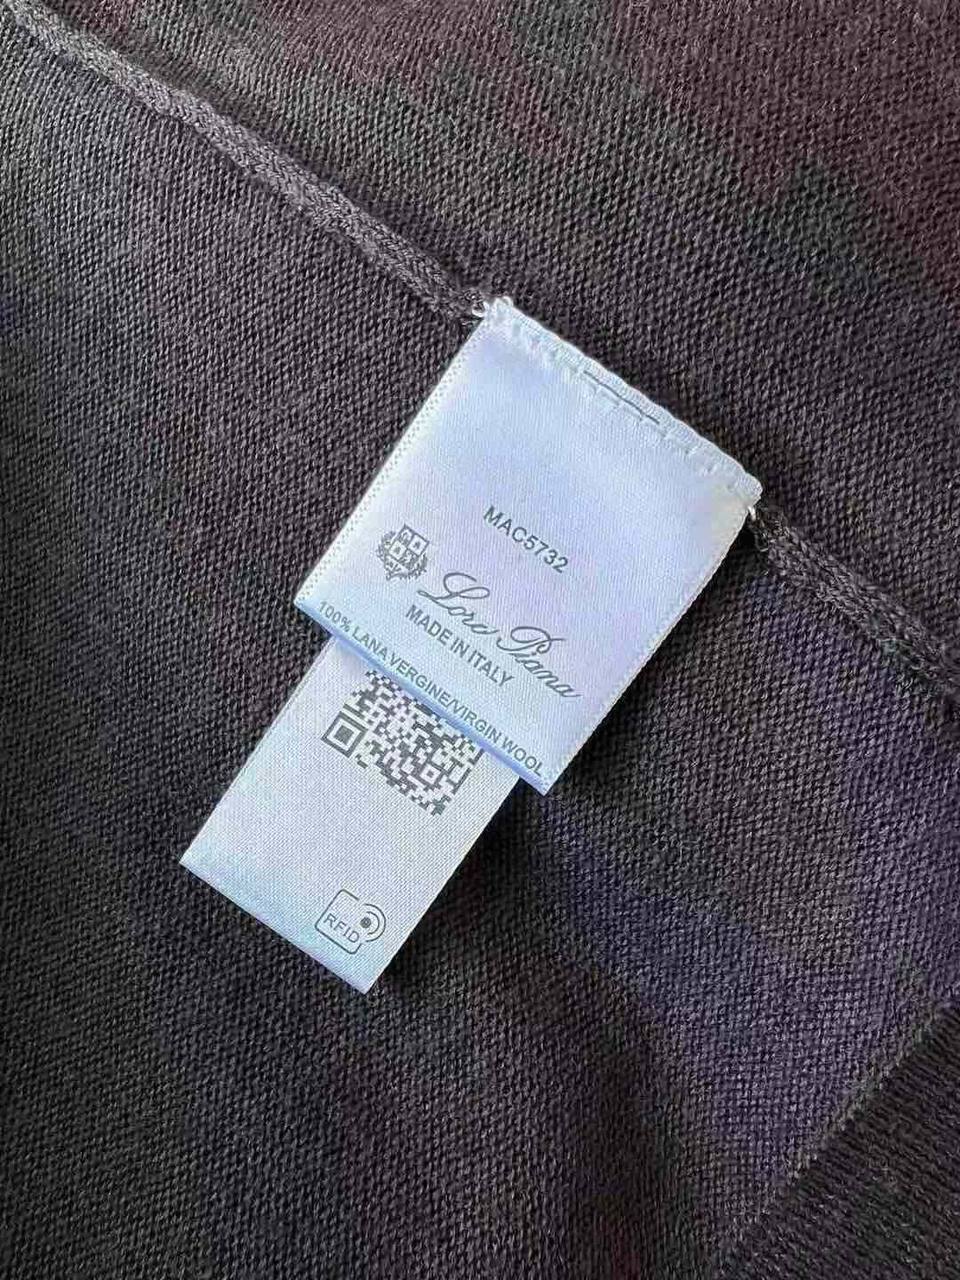 MAC5732
Loro Piana
MADE IN ITALY
100% LANA VERGINE/VIRGIN WOOL
RFID